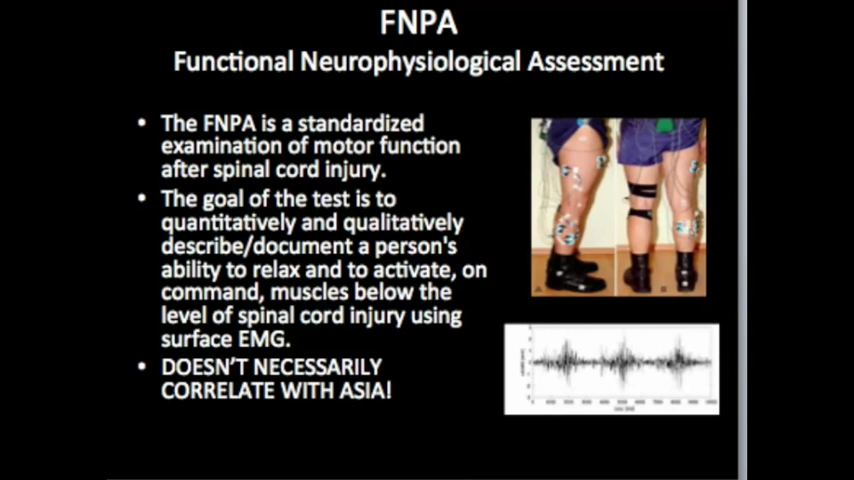 FNPA
Functional Neurophysiological Assessment
• The FNPA is a standardized
examination of motor function
after spinal cord injury.
• The goal of the test is to
quantitatively and qualitatively
describe/document a person's
ability to relax and to activate, on
command, muscles below the
level of spinal cord injury using
surface EMG.
• DOESN'T NECESSARILY
CORRELATE WITH ASIA!
A
B